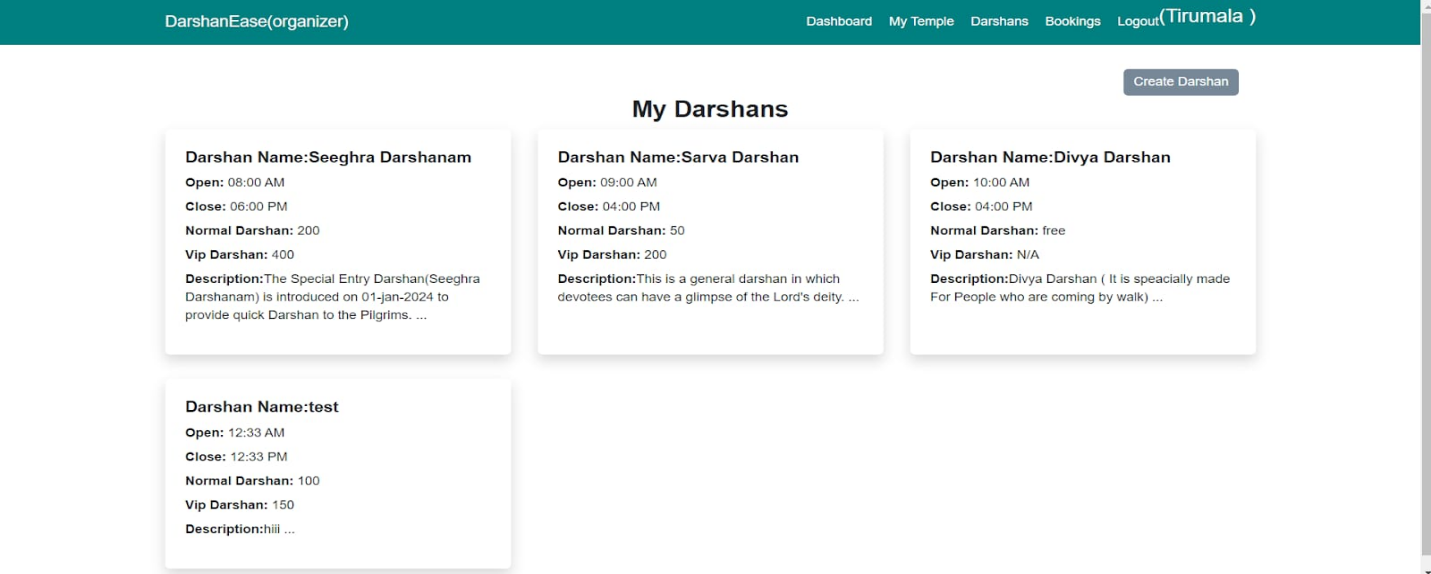 DarshanEase(organizer)
Dashboard My Temple Darshans Bookings Logout(Tirumala )
Create Darshan
My Darshans
Darshan Name:Seeghra Darshanam
Open: 08:00 AM
Close: 06:00 PM
Normal Darshan: 200
Vip Darshan: 400
Description:The Special Entry Darshan(Seeghra
Darshanam) is introduced on 01-jan-2024 to
provide quick Darshan to the Pilgrims. ...
Darshan Name:Sarva Darshan
Open: 09:00 AM
Close: 04:00 PM
Normal Darshan: 50
Vip Darshan: 200
Description:This is a general darshan in which
devotees can have a glimpse of the Lord's deity. ...
Darshan Name:Divya Darshan
Open: 10:00 AM
Close: 04:00 PM
Normal Darshan: free
Vip Darshan: N/A
Description:Divya Darshan ( It is speacially made
For People who are coming by walk) ...
Darshan Name:test
Open: 12:33 AM
Close: 12:33 PM
Normal Darshan: 100
Vip Darshan: 150
Description:hiii ...